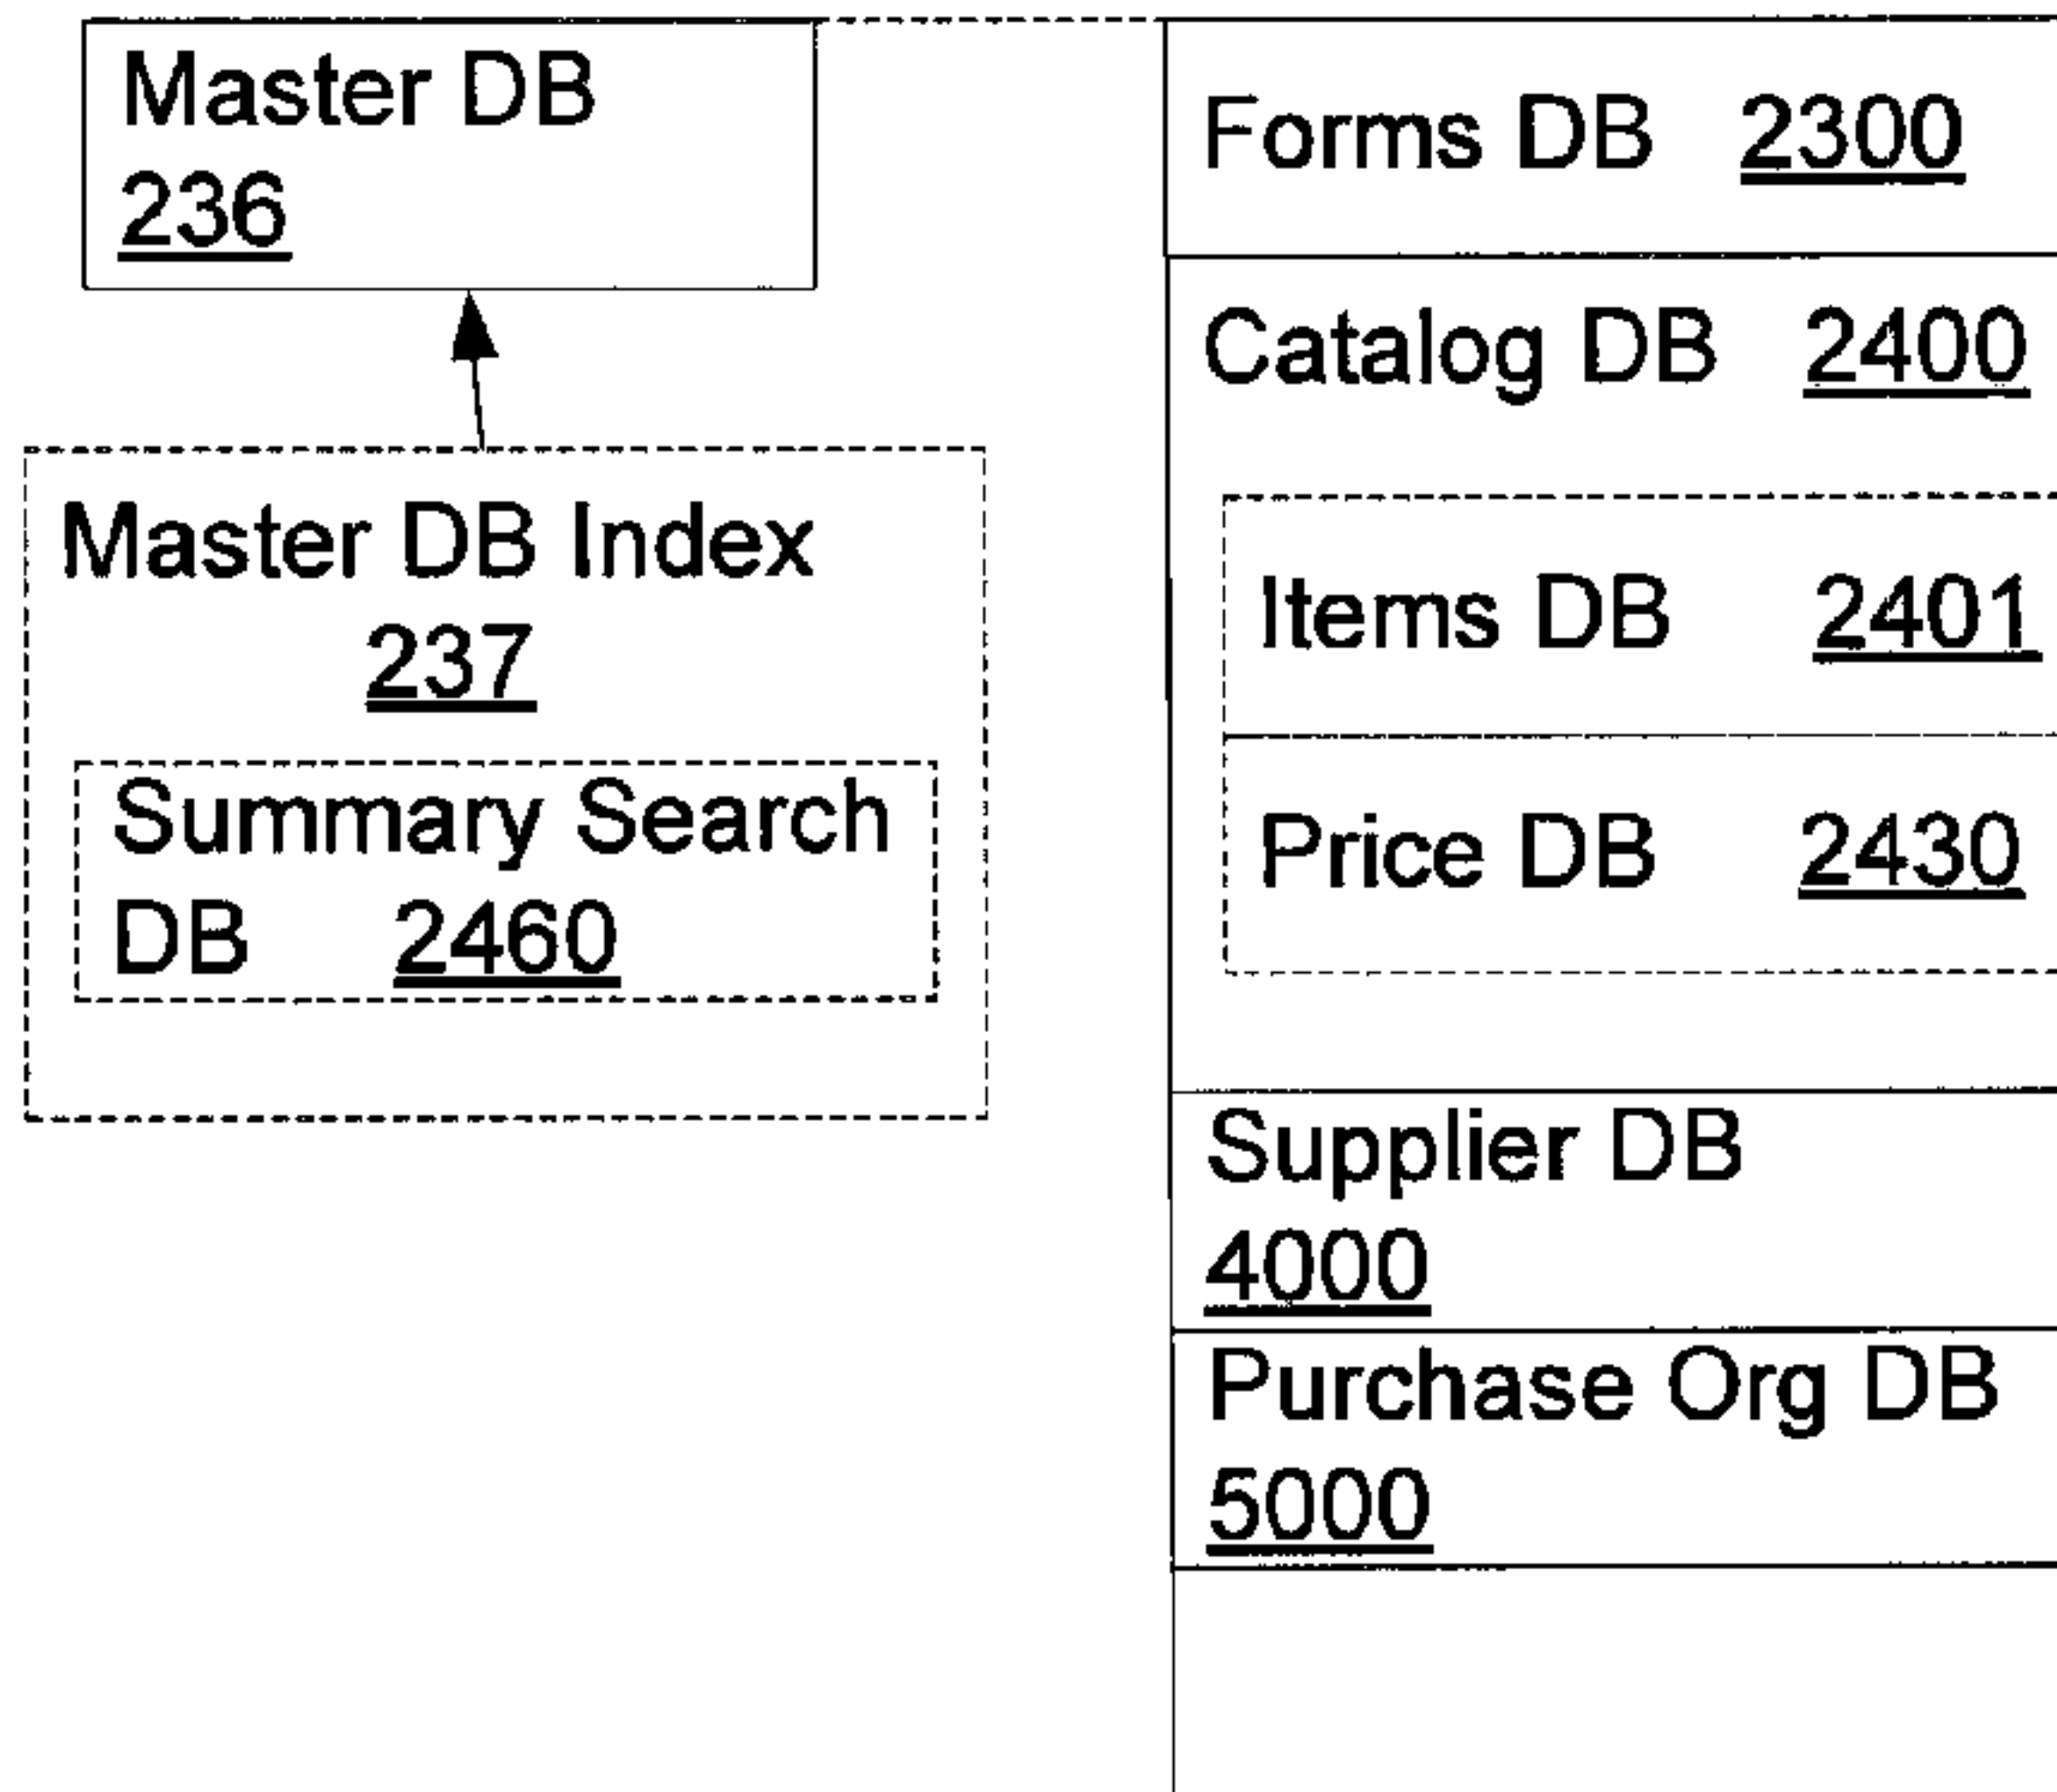 Master DB
236
Master DB Index
237
Summary Search
DB 2460
Forms DB 2300
Catalog DB 2400
Items DB 2401
Price DB 2430
Supplier DB
4000
Purchase Org DB
5000